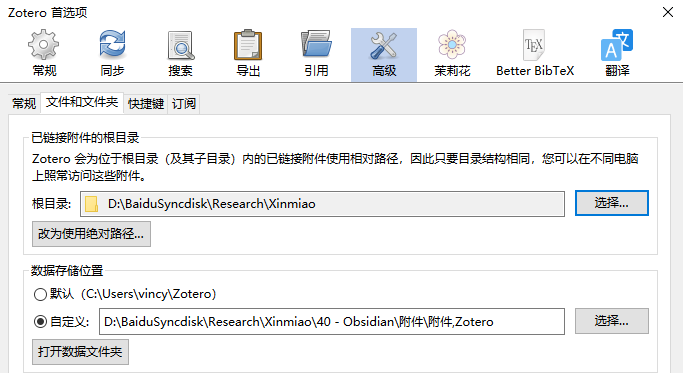 Zotero 首选项
常规 同步 搜索 导出 引用 高级 茉莉花 Better BibTeX 翻译
常规 文件和文件夹 快捷键 订阅
已链接附件的根目录
Zotero 会为位于根目录（及其子目录）内的已链接附件使用相对路径，因此只要目录结构相同，您可以在不同电脑
上照常访问这些附件。
根目录: D:\BaiduSyncdisk\Research\Xinmiao 选择...
改为使用绝对路径...
数据存储位置
默认（C:\Users\vincy\Zotero）
自定义: D:\BaiduSyncdisk\Research\Xinmiao\40 - Obsidian\附件\附件,Zotero 选择...
打开数据文件夹